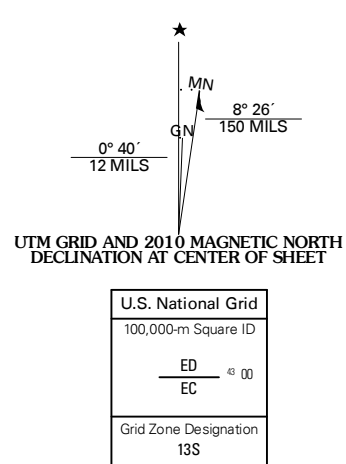 ★
MN
8° 26´
150 MILS
GN
0° 40´
12 MILS
UTM GRID AND 2010 MAGNETIC NORTH
DECLINATION AT CENTER OF SHEET
U.S. National Grid
100,000-m Square ID
ED
43 00
EC
Grid Zone Designation
13S